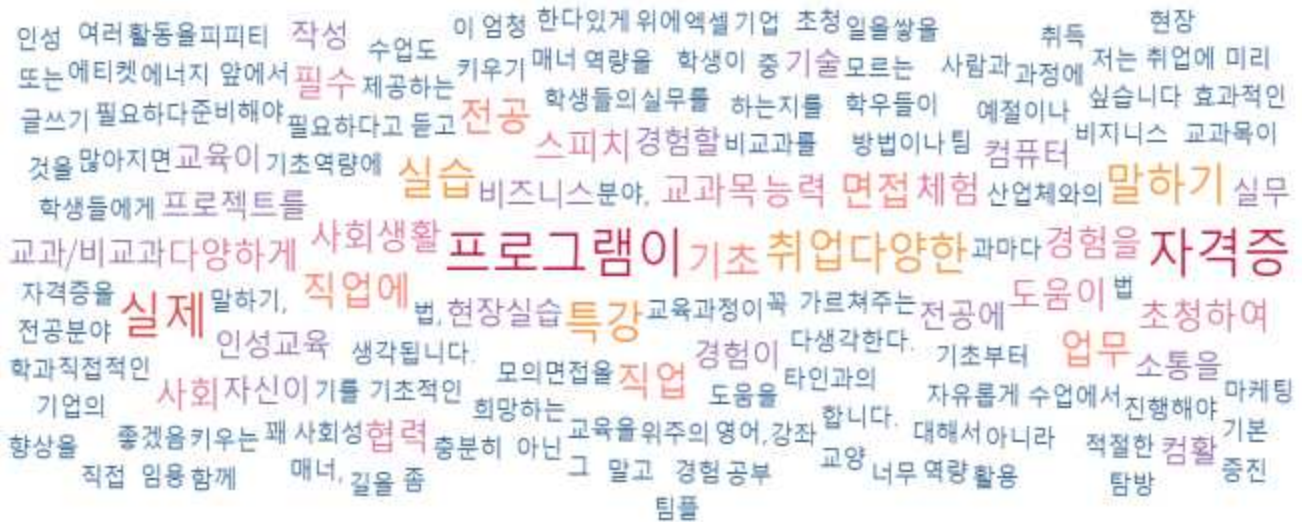 인성 여러 활동을 피피티 작성 수업도 이 엄청 한다 있게 위에 엑셀 기업 초청 일을 쌓을 취득 현장
또는 에티켓 에너지 앞에서 필수 제공하는 키우기 매너 역량을 학생이 중 기술 모르는 사람과 과정에 저는 취업에 미리
글쓰기 필요하다 준비해야 필요하다고 듣고 전공 학생들의 실무를 하는지를 학우들이 예절이나 싶습니다 효과적인
것을 많아지면 교육이 기초역량에 스피치 경험할 비교과를 방법이나 팀 컴퓨터 비지니스 교과목이
학생들에게 프로젝트를 실습 비즈니스 분야, 교과목 능력 면접 체험 산업체와의 말하기 실무
교과/비교과 다양하게 사회생활 프로그램이 기초 취업 다양한 과마다 경험을 자격증
자격증을 실제 말하기, 직업에 법, 현장실습 특강 교육과정이 꼭 가르쳐주는 전공에 도움이 법 초청하여
전공분야 인성교육 생각됩니다. 경험이 다 생각한다. 기초부터 업무 소통을
학과 직접적인 사회 자신이 기를 기초적인 모의면접을 직업 도움을 타인과의 자유롭게 수업에서 진행해야 마케팅
기업의 희망하는 합니다. 기본
향상을 좋겠음 키우는 꽤 사회성 협력 충분히 아닌 교육을 위주의 영어, 강좌 대해서 아니라 적절한 컴활
직접 임용 함께 매너, 길을 좀 그 말고 경험 공부 교양 너무 역량 활용 탐방 증진
팀플